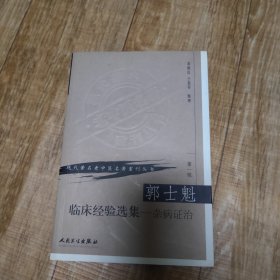 现代著名老中医名著重刊丛书
第一辑
郭士魁
临床经验选集—杂病证治
人民卫生出版社